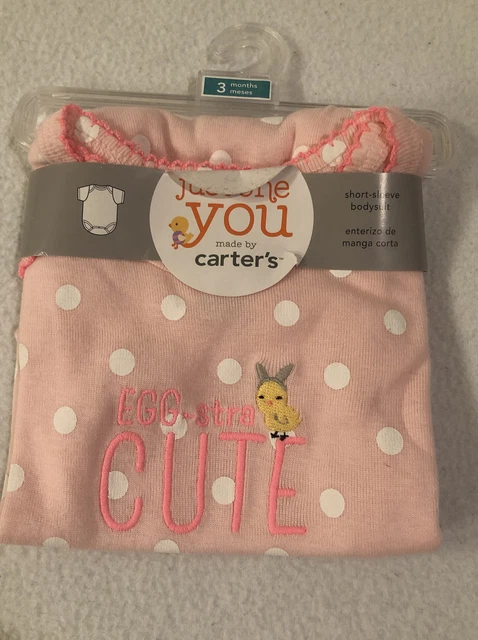 3 months
meses
just one
you
made by
carter's
short-sleeve
bodysuit
enterizo de
manga corta
EGG-stra
CUTE